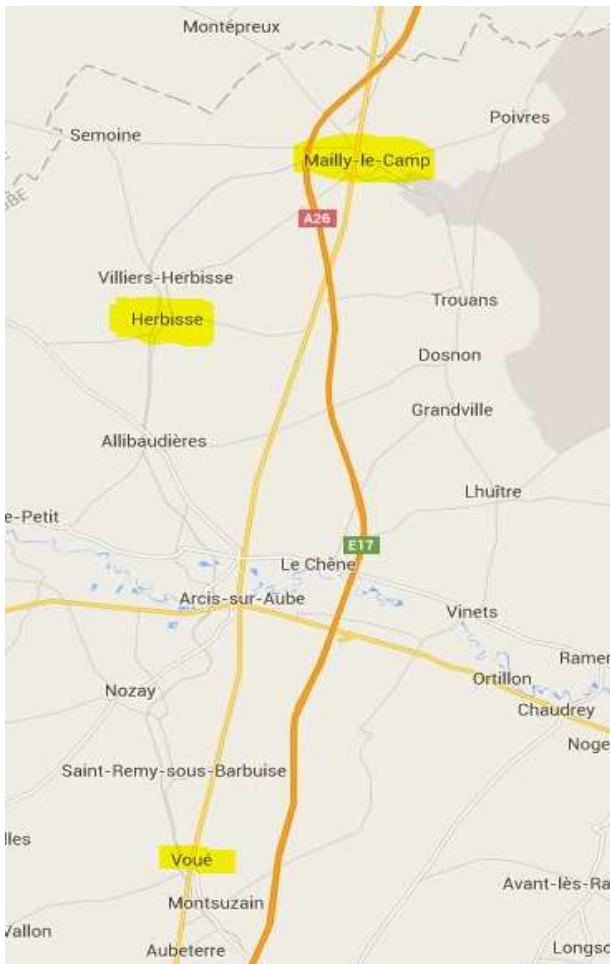 Montépreux
Poivres
Semoine
Mailly-le-Camp
A26
Villiers-Herbisse
Trouans
Herbisse
Dosnon
Grandville
Allibaudières
Lhuître
e-Petit
E17
Le Chêne
Arcis-sur-Aube
Vinets
Ramer
Ortillon
Nozay
Chaudrey
Noge
Saint-Remy-sous-Barbuise
lles
Voué
Avant-lès-Ra
Montsuzain
Vallon
Aubeterre
Longso